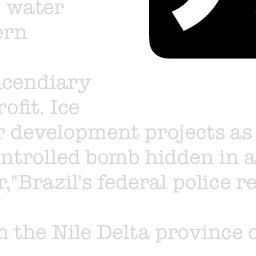 water
ern
cendiary
rofit. Ice
development projects as
ntrolled bomb hidden in a
r,"Brazil's federal police re
n the Nile Delta province